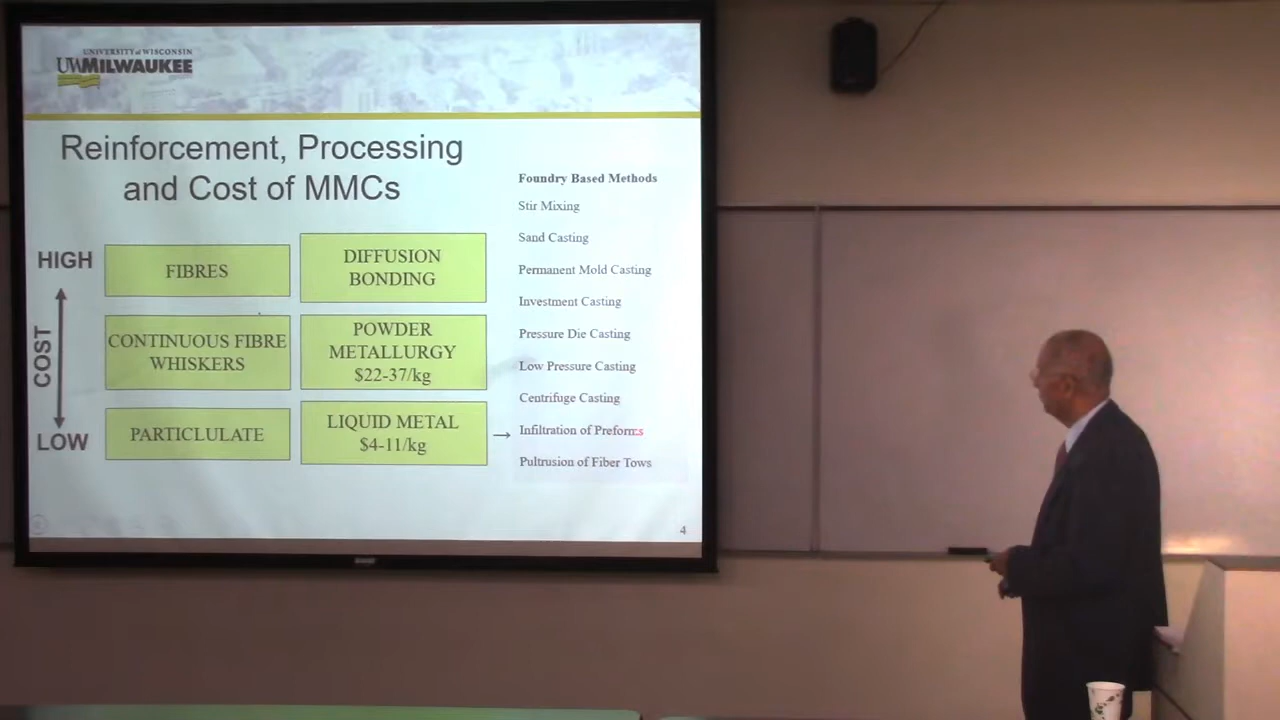 UNIVERSITY of WISCONSIN
UWMILWAUKEE
Reinforcement, Processing
and Cost of MMCs
HIGH
COST
LOW
FIBRES
DIFFUSION
BONDING
CONTINUOUS FIBRE
WHISKERS
POWDER
METALLURGY
$22-37/kg
PARTICLULATE
LIQUID METAL
$4-11/kg
→
Foundry Based Methods
Stir Mixing
Sand Casting
Permanent Mold Casting
Investment Casting
Pressure Die Casting
Low Pressure Casting
Centrifuge Casting
Infiltration of Preforms
Pultrusion of Fiber Tows
4